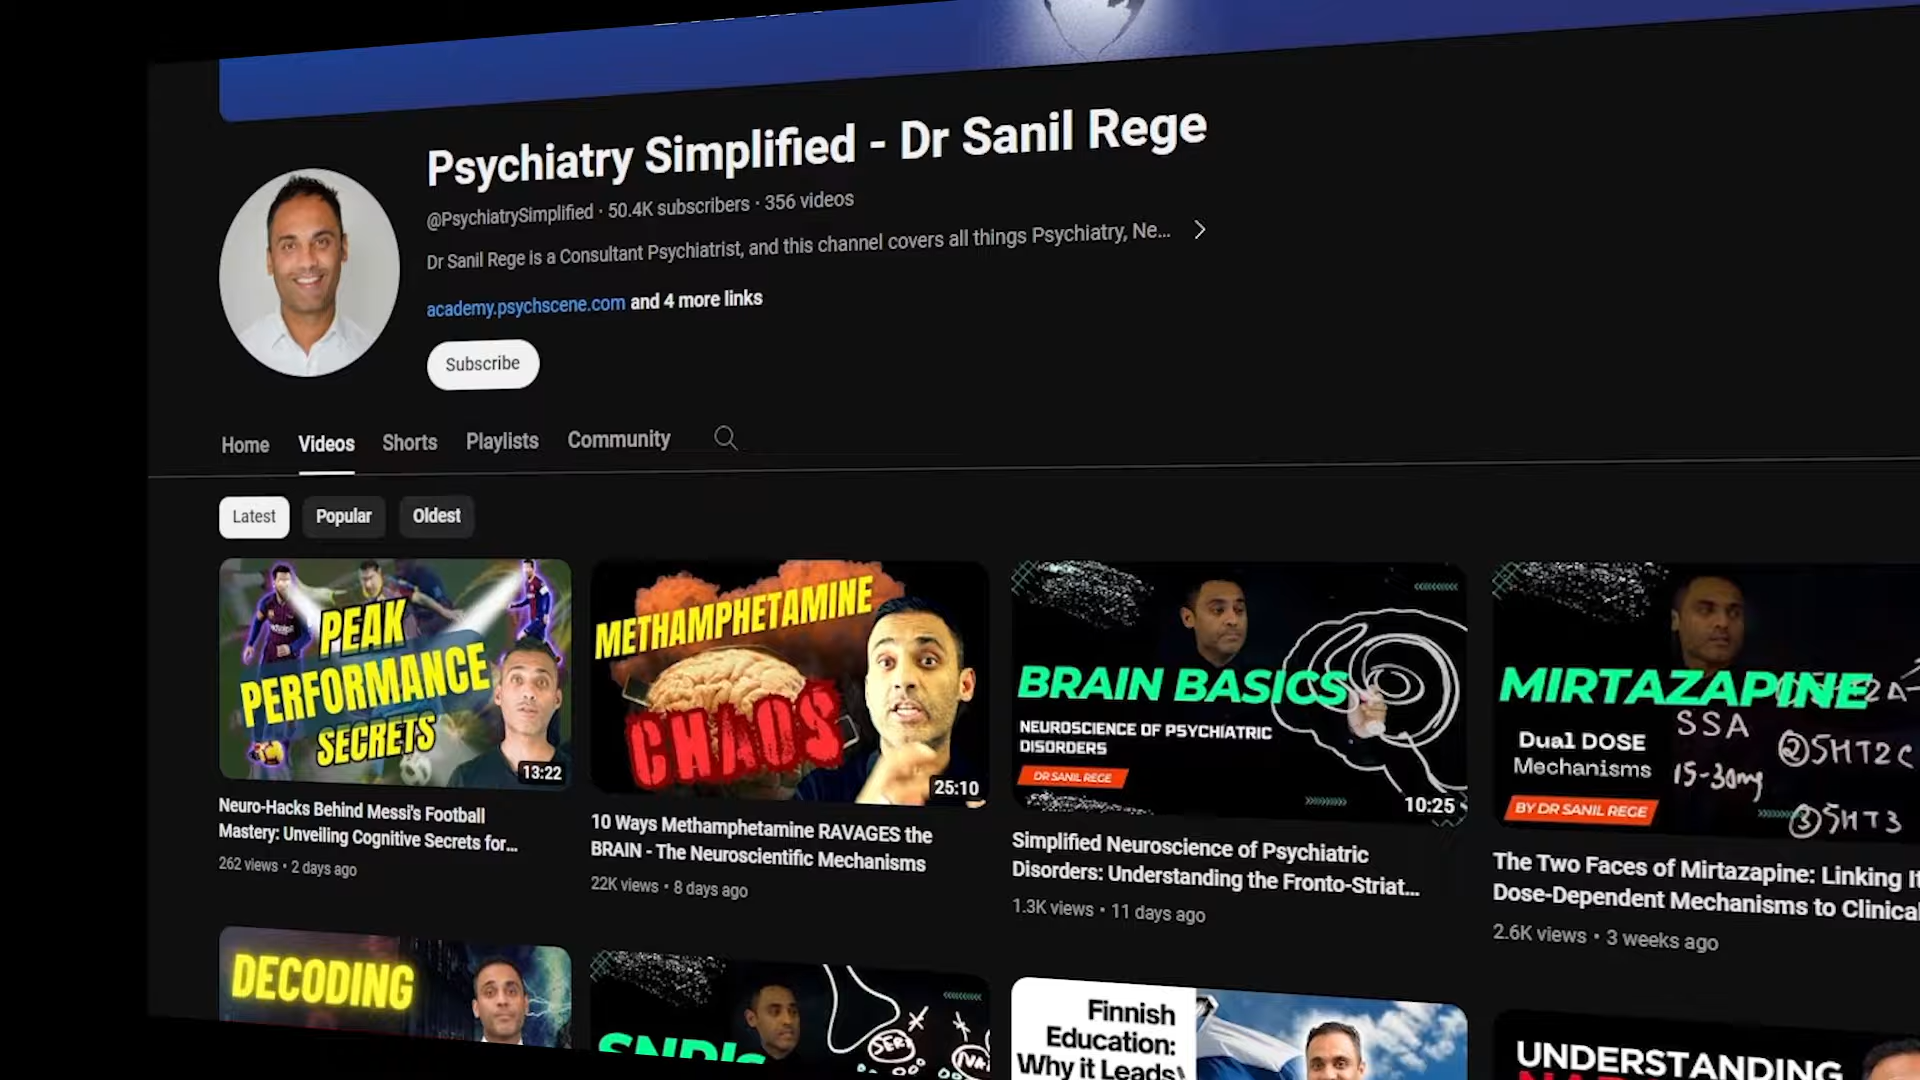 Psychiatry Simplified - Dr Sanil Rege
@PsychiatrySimplified · 50.4K subscribers · 356 videos
Dr Sanil Rege is a Consultant Psychiatrist, and this channel covers all things Psychiatry, Ne...
academy.psychscene.com and 4 more links
Subscribe
Home Videos Shorts Playlists Community
Latest Popular Oldest
PEAK
PERFORMANCE
SECRETS
13:22
Neuro-Hacks Behind Messi's Football
Mastery: Unveiling Cognitive Secrets for...
262 views • 2 days ago
METHAMPHETAMINE
CHAOS
25:10
10 Ways Methamphetamine RAVAGES the
BRAIN - The Neuroscientific Mechanisms
22K views • 8 days ago
BRAIN BASICS
NEUROSCIENCE OF PSYCHIATRIC
DISORDERS
DR SANIL REGE
10:25
Simplified Neuroscience of Psychiatric
Disorders: Understanding the Fronto-Striat...
1.3K views • 11 days ago
MIRTAZAPINE
Dual DOSE
Mechanisms
BY DR SANIL REGE
SSA
15-30mg
② 5HT2C
③ 5HT3
The Two Faces of Mirtazapine: Linking
Dose-Dependent Mechanisms to Clinical
2.6K views • 3 weeks ago
DECODING
SNRIs
SER
Finnish
Education:
Why it Leads
UNDERSTANDING